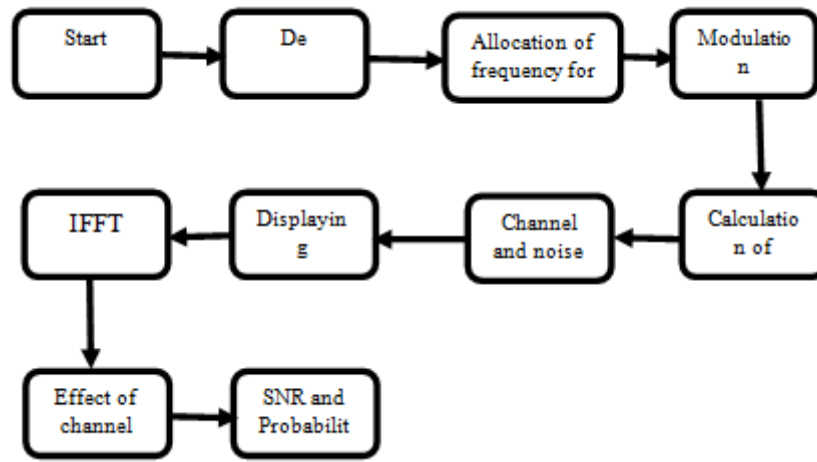 Start
De
Allocation of
frequency for
Modulatio
n
Calculatio
n of
Channel
and noise
Displayin
g
IFFT
Effect of
channel
SNR and
Probabilit